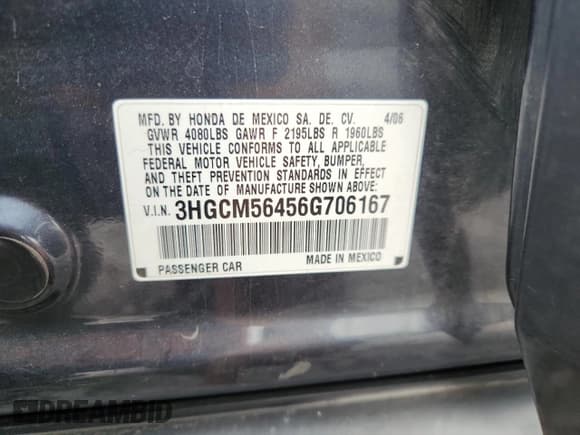 MFD. BY HONDA DE MEXICO SA. DE. CV. 4/06
GVWR 4080LBS GAWR F 2195LBS R 1960LBS
THIS VEHICLE CONFORMS TO ALL APPLICABLE
FEDERAL MOTOR VEHICLE SAFETY, BUMPER,
AND THEFT PREVENTION STANDARDS IN EFFECT
ON THE DATE OF MANUFACTURE SHOWN ABOVE:
V.I.N. 3HGCM56456G706167
PASSENGER CAR MADE IN MEXICO
DREAMBID